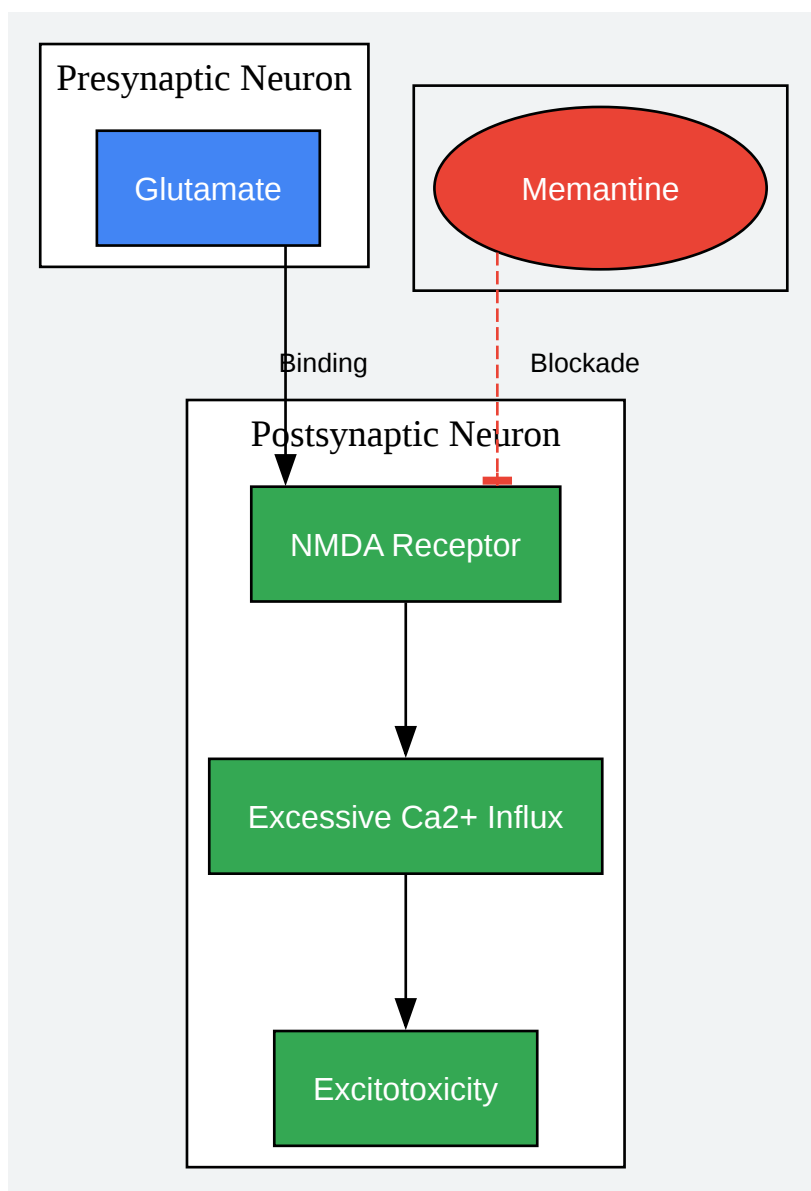 Presynaptic Neuron
Glutamate
Memantine
Binding
Blockade
Postsynaptic Neuron
NMDA Receptor
Excessive Ca2+ Influx
Excitotoxicity